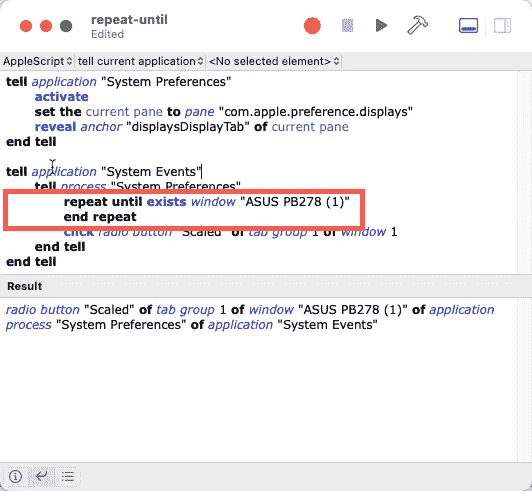 repeat-until
Edited
AppleScript tell current application <No selected element>
tell application "System Preferences"
activate
set the current pane to pane "com.apple.preference.displays"
reveal anchor "displaysDisplayTab" of current pane
end tell
tell application "System Events"
tell process "System Preferences"
repeat until exists window "ASUS PB278 (1)"
end repeat
click radio button "Scaled" of tab group 1 of window 1
end tell
end tell
Result
radio button "Scaled" of tab group 1 of window "ASUS PB278 (1)" of application
process "System Preferences" of application "System Events"